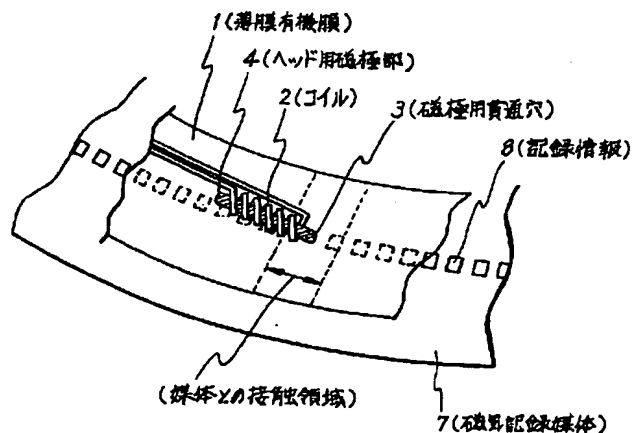 1(薄膜有機膜)
4(ヘッド用磁極部)
2(コイル)
3(磁極用貫通穴)
8(記録情報)
(媒体との接触領域)
7(磁気記録媒体)